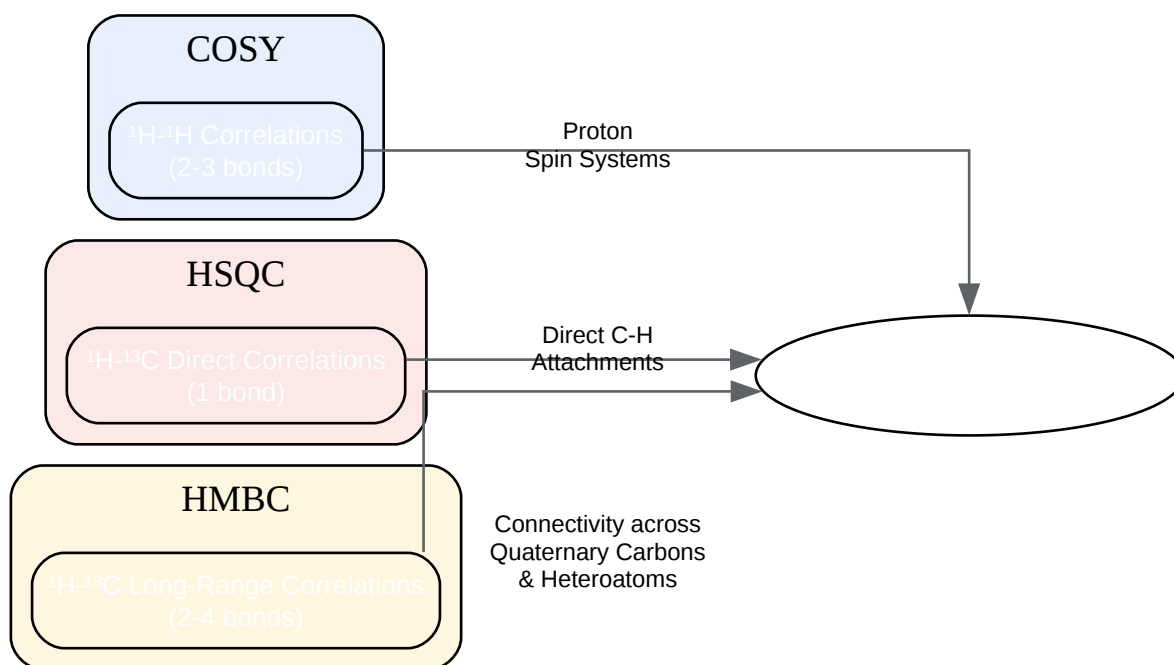 COSY
¹H-¹H Correlations
(2-3 bonds)
Proton
Spin Systems
HSQC
¹H-¹³C Direct Correlations
(1 bond)
Direct C-H
Attachments
HMBC
¹H-¹³C Long-Range Correlations
(2-4 bonds)
Connectivity across
Quaternary Carbons
& Heteroatoms